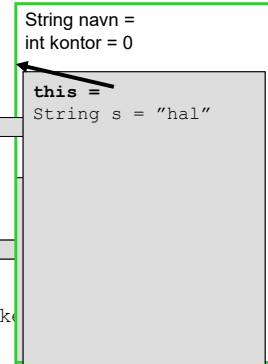 String navn =
int kontor = 0
this =
String s = ”hal”